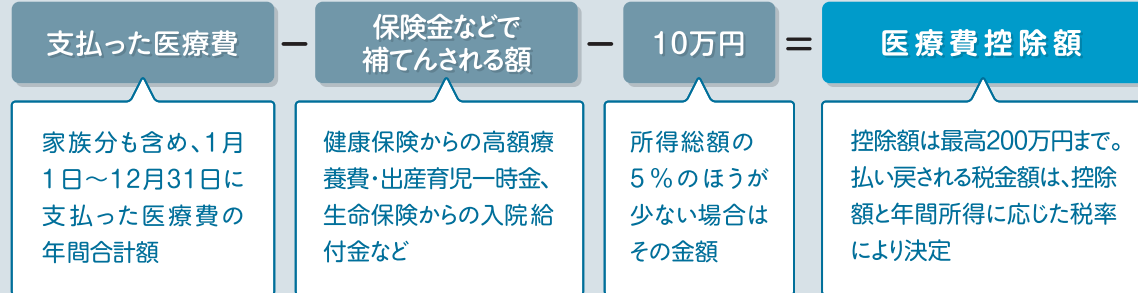 支払った医療費
−
保険金などで
補てんされる額
−
10万円
=
医療費控除額
家族分も含め、1月
1日〜12月31日に
支払った医療費の
年間合計額
健康保険からの高額療
養費・出産育児一時金、
生命保険からの入院給
付金など
所得総額の
5%のほうが
少ない場合は
その金額
控除額は最高200万円まで。
払い戻される税金額は、控除
額と年間所得に応じた税率
により決定